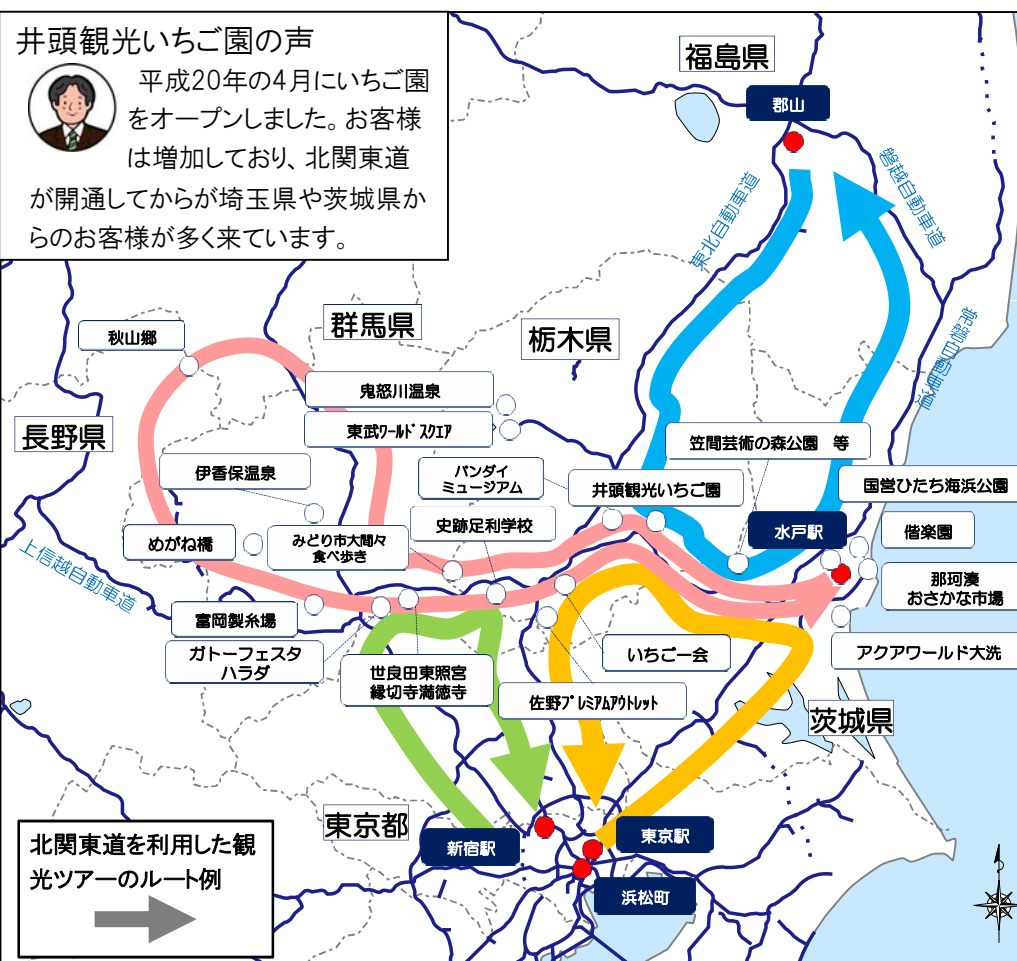 井頭観光いちご園の声
平成20年の4月にいちご園
をオープンしました。お客様
は増加しており、北関東道
が開通してからが埼玉県や茨城県か
らのお客様が多く来ています。
福島県
郡山
磐越自動車道
東北自動車道
常磐自動車道
群馬県
栃木県
秋山郷
鬼怒川温泉
東武ワールドスクエア
長野県
笠間芸術の森公園　等
伊香保温泉
バンダイ
ミュージアム
井頭観光いちご園
国営ひたち海浜公園
史跡足利学校
水戸駅
偕楽園
めがね橋
みどり市大間々
食べ歩き
上信越自動車道
那珂湊
おさかな市場
富岡製糸場
ガトーフェスタ
ハラダ
世良田東照宮
縁切寺満徳寺
いちご一会
アクアワールド大洗
佐野プレミアムアウトレット
茨城県
東京都
新宿駅
東京駅
浜松町
北関東道を利用した観
光ツアーのルート例